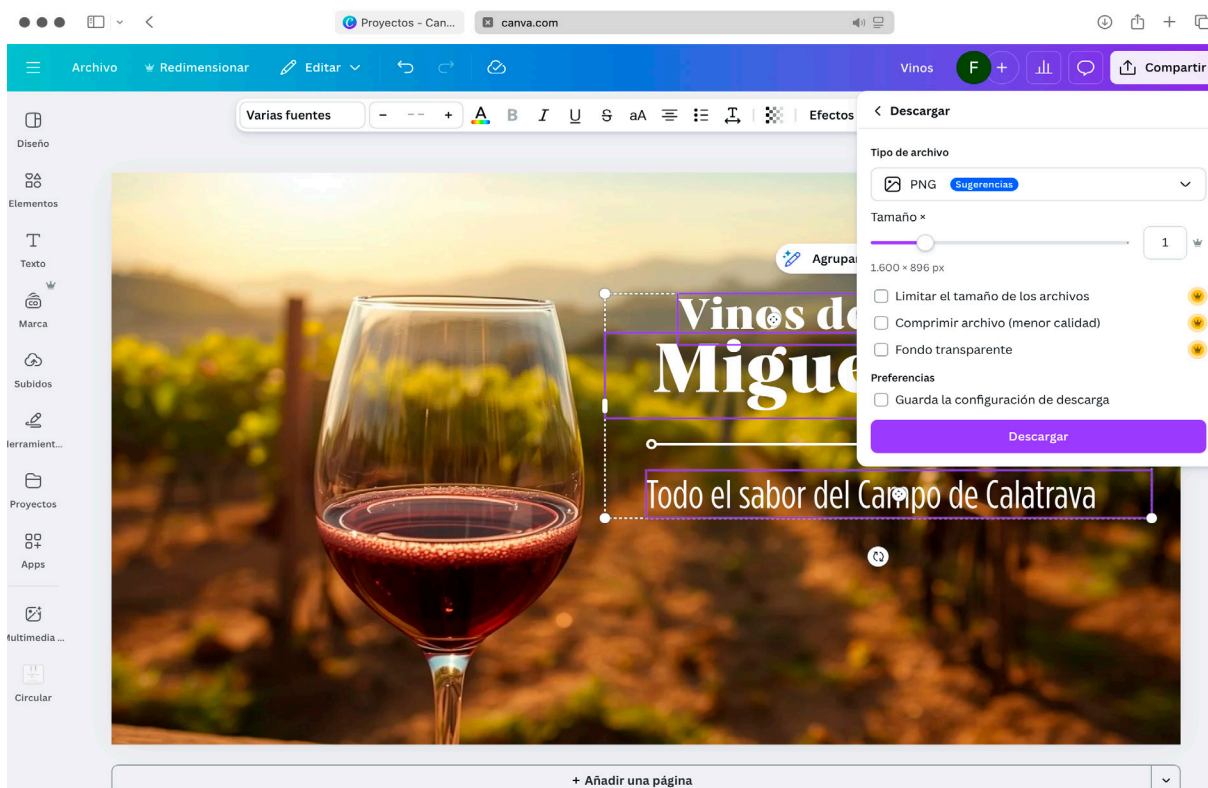 Proyectos – Can...
canva.com
Archivo
Redimensionar
Editar
Vinos
F
+
Compartir
Varias fuentes
- -- +
A
B
I
U
S
aA
T
Efectos
Descargar
Tipo de archivo
PNG
Sugerencias
Tamaño ×
1
1.600 × 896 px
Limitar el tamaño de los archivos
Comprimir archivo (menor calidad)
Fondo transparente
Preferencias
Guarda la configuración de descarga
Descargar
Diseño
Elementos
T
Texto
Marca
Subidos
Herramient...
Proyectos
Apps
Multimedia ...
Circular
Agrupar
Vinos de
Migue
Todo el sabor del Campo de Calatrava
+ Añadir una página